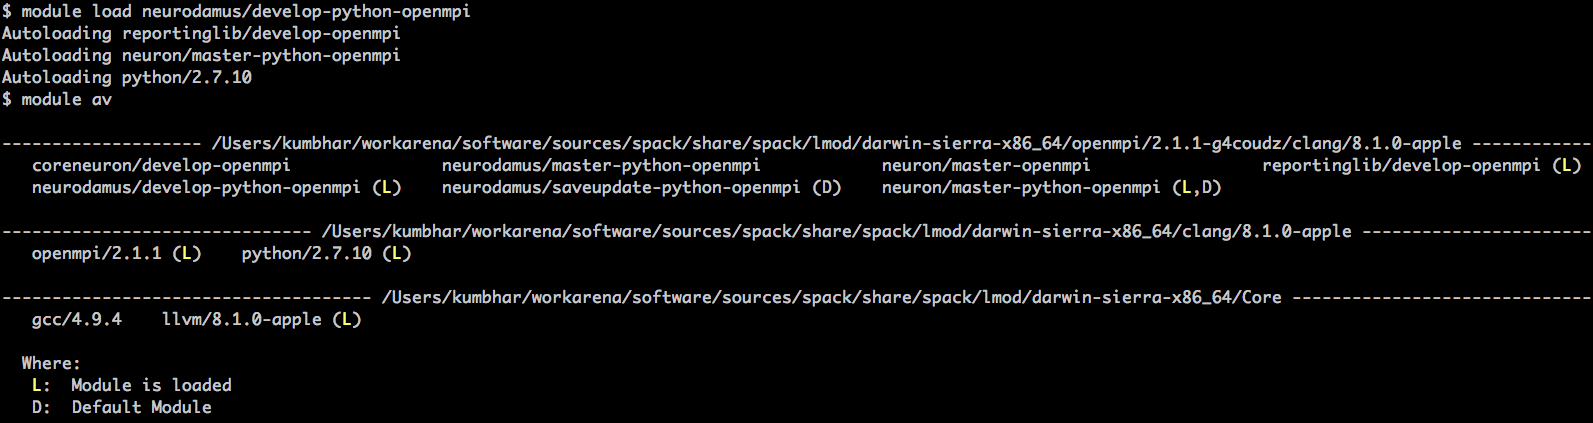 $ module load neurodamus/develop-python-openmpi
Autoloading reportinglib/develop-openmpi
Autoloading neuron/master-python-openmpi
Autoloading python/2.7.10
$ module av
-------------------- /Users/kumbhar/workarena/software/sources/spack/share/spack/lmod/darwin-sierra-x86_64/openmpi/2.1.1-g4coudz/clang/8.1.0-apple ------------
coreneuron/develop-openmpi neurodamus/master-python-openmpi neuron/master-openmpi reportinglib/develop-openmpi (L)
neurodamus/develop-python-openmpi (L) neurodamus/saveupdate-python-openmpi (D) neuron/master-python-openmpi (L,D)
------------------------------- /Users/kumbhar/workarena/software/sources/spack/share/spack/lmod/darwin-sierra-x86_64/clang/8.1.0-apple -----------------------
openmpi/2.1.1 (L) python/2.7.10 (L)
------------------------------------- /Users/kumbhar/workarena/software/sources/spack/share/spack/lmod/darwin-sierra-x86_64/Core ------------------------------
gcc/4.9.4 llvm/8.1.0-apple (L)
Where:
L: Module is loaded
D: Default Module